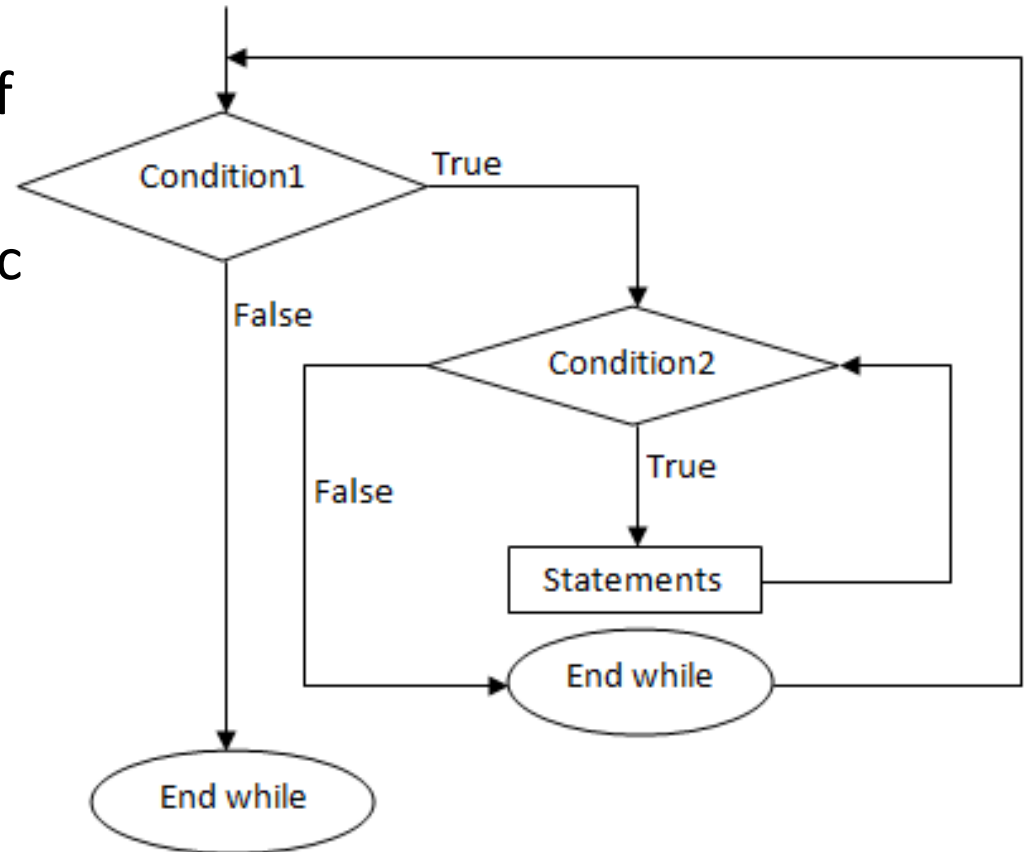 f
Condition1
True
c
False
Condition2
True
False
Statements
End while
End while